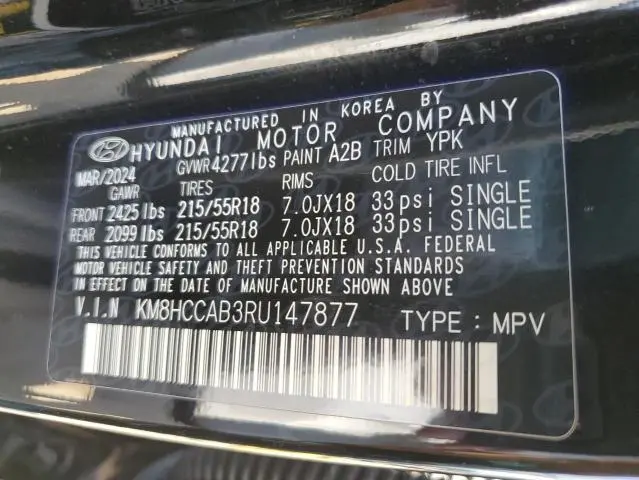 MANUFACTURED IN KOREA BY
HYUNDAI MOTOR COMPANY
MAR/2024 GVWR 4277lbs PAINT A2B TRIM YPK
GAWR TIRES RIMS COLD TIRE INFL
FRONT 2425lbs 215/55R18 7.0JX18 33psi SINGLE
REAR 2099lbs 215/55R18 7.0JX18 33psi SINGLE
THIS VEHICLE CONFORMS TO ALL APPLICABLE U.S.A. FEDERAL
MOTOR VEHICLE SAFETY AND THEFT PREVENTION STANDARDS
IN EFFECT ON THE DATE OF MANUFACTURE SHOWN ABOVE.
V.I.N KM8HCCAB3RU147877 TYPE : MPV